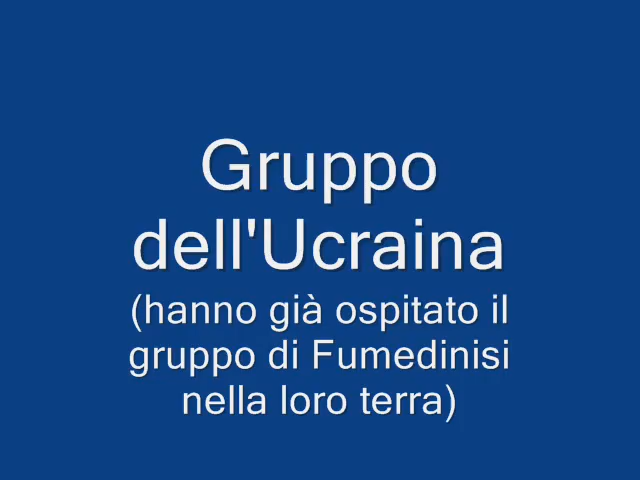 Gruppo
dell'Ucraina
(hanno già ospitato il
gruppo di Fumedinisi
nella loro terra)